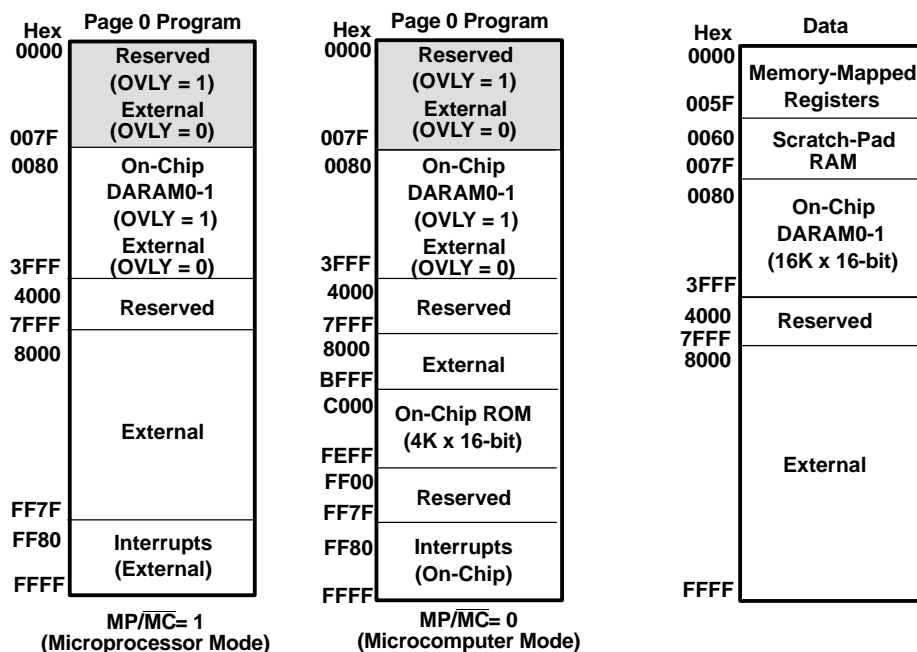 Hex
Page 0 Program
0000
Reserved
(OVLY = 1)
External
(OVLY = 0)
007F
0080
On-Chip
DARAM0-1
(OVLY = 1)
External
(OVLY = 0)
3FFF
4000
Reserved
7FFF
8000
External
FF7F
FF80
Interrupts
(External)
FFFF
MP/MC= 1
(Microprocessor Mode)
Hex
Page 0 Program
0000
Reserved
(OVLY = 1)
External
(OVLY = 0)
007F
0080
On-Chip
DARAM0-1
(OVLY = 1)
External
(OVLY = 0)
3FFF
4000
Reserved
7FFF
8000
External
BFFF
C000
On-Chip ROM
(4K x 16-bit)
FEFF
FF00
Reserved
FF7F
FF80
Interrupts
(On-Chip)
FFFF
MP/MC= 0
(Microcomputer Mode)
Hex
Data
0000
Memory-Mapped
Registers
005F
0060
Scratch-Pad
RAM
007F
0080
On-Chip
DARAM0-1
(16K x 16-bit)
3FFF
4000
Reserved
7FFF
8000
External
FFFF